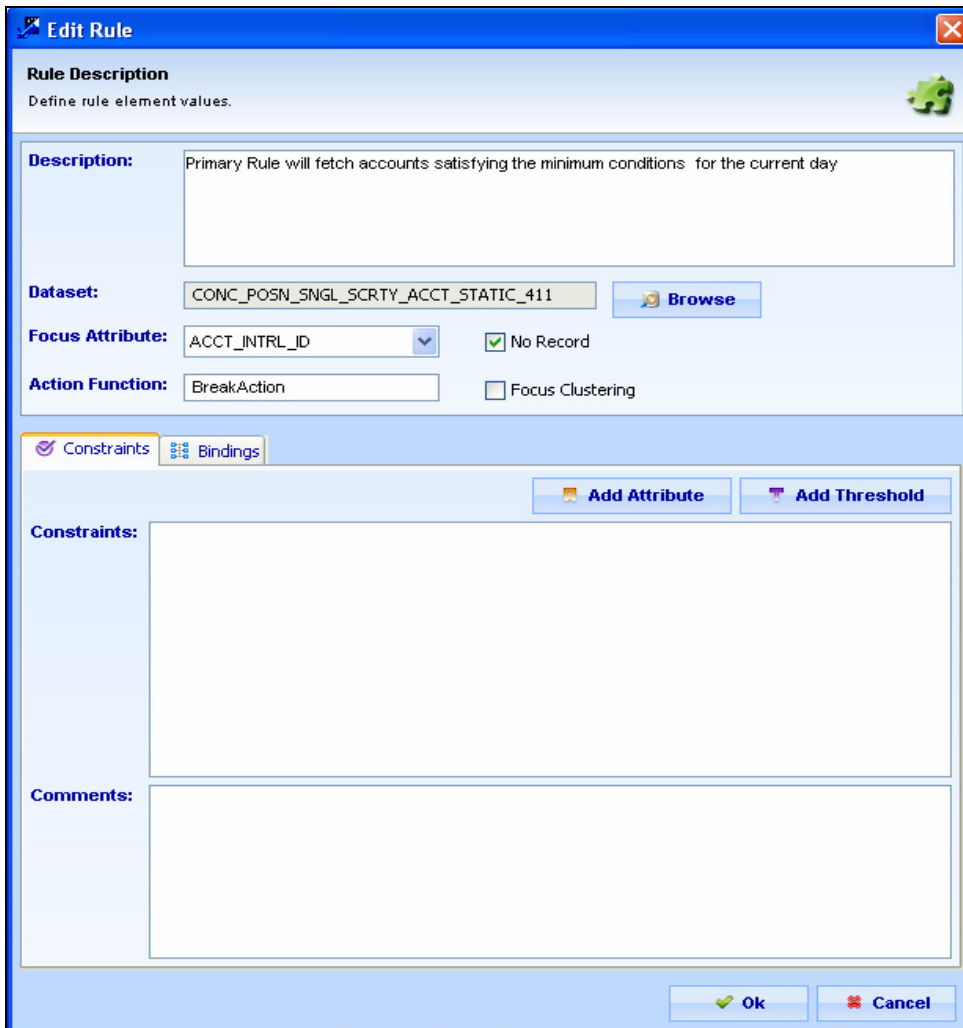 Edit Rule
Rule Description
Define rule element values.
Description: Primary Rule will fetch accounts satisfying the minimum conditions  for the current day
Dataset: CONC_POSN_SNGL_SCRTY_ACCT_STATIC_411 Browse
Focus Attribute: ACCT_INTRL_ID No Record
Action Function: BreakAction Focus Clustering
Constraints Bindings
Add Attribute Add Threshold
Constraints:
Comments:
Ok Cancel